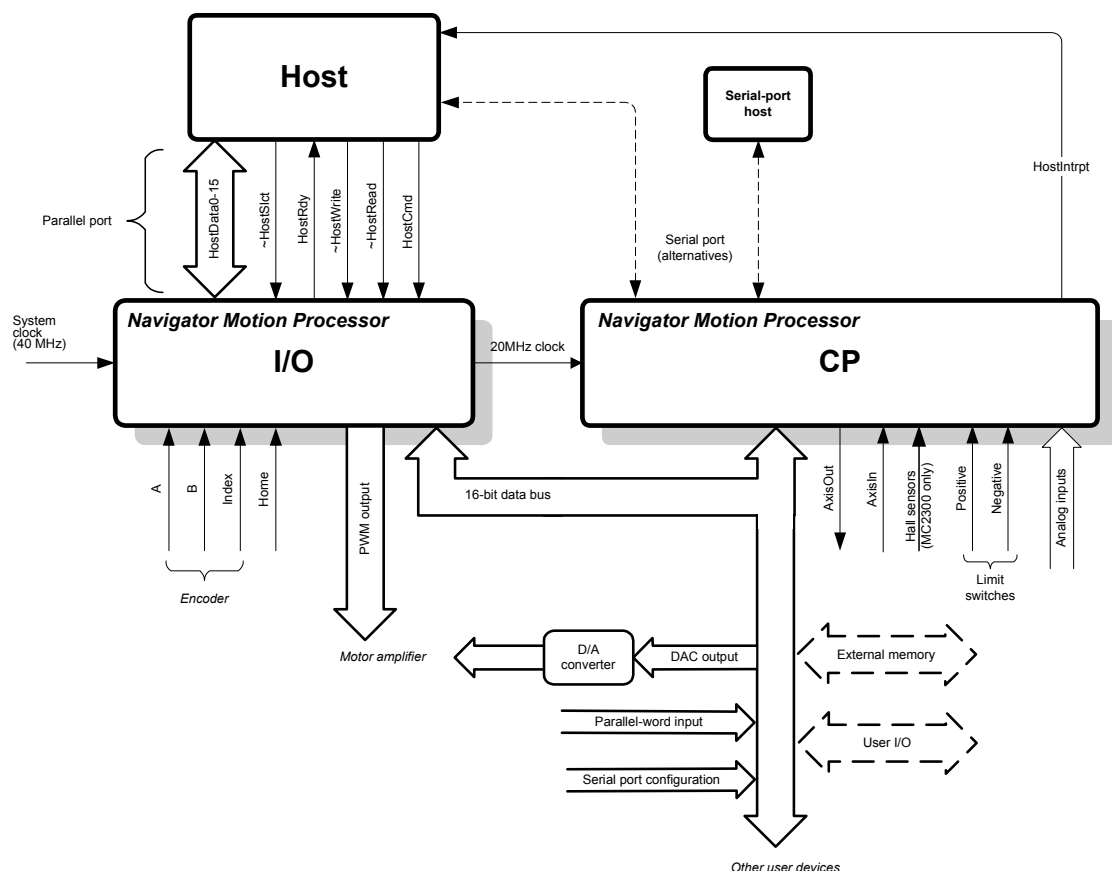 Host
Serial-port
host
HostIntrpt
Parallel port
HostData0-15
~HostSlct
HostRdy
~HostWrite
~HostRead
HostCmd
Serial port
(alternatives)
System
clock
(40 MHz)
Navigator Motion Processor
I/O
20MHz clock
Navigator Motion Processor
CP
A
B
Index
Home
Encoder
PWM output
16-bit data bus
AxisOut
AxisIn
Hall sensors
(MC2300 only)
Positive
Negative
Limit
switches
Analog inputs
Motor amplifier
D/A
converter
DAC output
External memory
Parallel-word input
User I/O
Serial port configuration
Other user devices